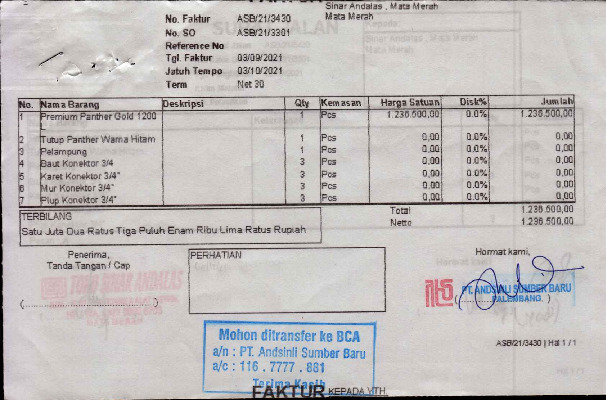 Sinar Andalas , Mata Merah
No. Faktur ASB/21/3430 Mata Merah
No. SO ASB/21/3301
Reference No
Tgl. Faktur 03/09/2021
Jatuh Tempo 03/10/2021
Term Net 30
No. Nama Barang Deskripsi Qty Kemasan Harga Satuan Disk% Jumlah
1 Premium Panther Gold 1200 1 Pcs 1.236.500,00 0.0% 1.236.500,00
L
2 Tutup Panther Warna Hitam 1 Pcs 0,00 0.0% 0,00
3 Pelampung 1 Pcs 0,00 0.0% 0,00
4 Baut Konektor 3/4 3 Pcs 0,00 0.0% 0,00
5 Karet Konektor 3/4" 3 Pcs 0,00 0.0% 0,00
6 Mur Konektor 3/4" 3 Pcs 0,00 0.0% 0,00
7 Plup Konektor 3/4" 3 Pcs 0,00 0.0% 0,00
TERBILANG Total 1.236.500,00
Netto 1.236.500,00
Satu Juta Dua Ratus Tiga Puluh Enam Ribu Lima Ratus Rupiah
Penerima, PERHATIAN Hormat kami,
Tanda Tangan / Cap
TOKO SINAR ANDALAS
PT. ANDSINLI SUMBER BARU
PALEMBANG
Mohon ditransfer ke BCA
a/n : PT. Andsinli Sumber Baru
a/c : 116 . 7777 . 881
Terima Kasih
ASB/21/3430 | Hal 1 / 1
FAKTUR KEPADA YTH.